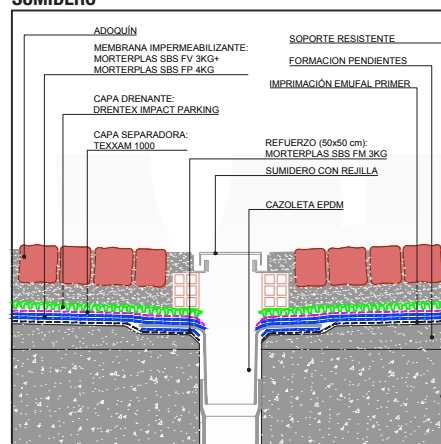 SUMIDERO
ADOQUÍN
MEMBRANA IMPERMEABILIZANTE:
MORTERPLAS SBS FV 3KG+
MORTERPLAS SBS FP 4KG
CAPA DRENANTE:
DRENTEX IMPACT PARKING
CAPA SEPARADORA:
TEXXAM 1000
SOPORTE RESISTENTE
FORMACION PENDIENTES
IMPRIMACIÓN EMUFAL PRIMER
REFUERZO (50x50 cm):
MORTERPLAS SBS FM 3KG
SUMIDERO CON REJILLA
CAZOLETA EPDM